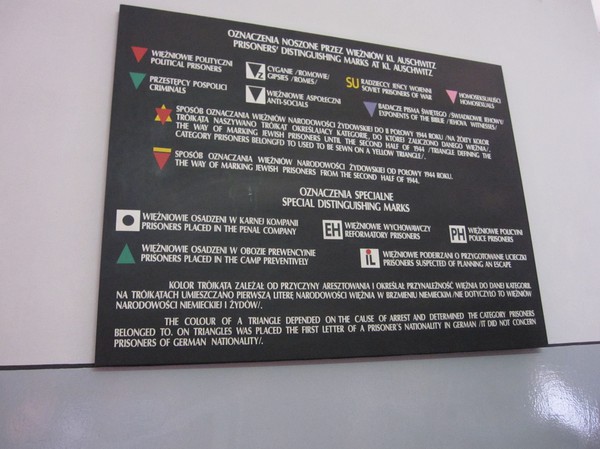 OZNACZENIA NOSZONE PRZEZ WIĘŹNIÓW KL AUSCHWITZ
PRISONERS' DISTINGUISHING MARKS AT KL AUSCHWITZ
WIĘŹNIOWIE POLITYCZNI
POLITICAL PRISONERS
Z
CYGANIE /ROMOWIE/
GIPSIES /ROMES/
SU
RADZIECCY JEŃCY WOJENNI
SOVIET PRISONERS OF WAR
HOMOSEKSUALIŚCI
HOMOSEXUALS
PRZESTĘPCY POSPOLICI
CRIMINALS
WIĘŹNIOWIE ASPOŁECZNI
ANTI-SOCIALS
BADACZE PISMA ŚWIĘTEGO /ŚWIADKOWIE JEHOWY/
EXPONENTS OF THE BIBLE /JEHOVA WITNESSES/
SPOSÓB OZNACZANIA WIĘŹNIÓW NARODOWOŚCI ŻYDOWSKIEJ DO II POŁOWY 1944 ROKU /NA ŻÓŁTY KOLOR
TRÓJKĄTA NASZYWANO TRÓJKĄT OKREŚLAJĄCY KATEGORIĘ, DO KTÓREJ ZALICZONO DANEGO WIĘŹNIA/.
THE WAY OF MARKING JEWISH PRISONERS UNTIL THE SECOND HALF OF 1944 /TRIANGLE DEFINING THE
CATEGORY PRISONERS BELONGED TO USED TO BE SEWN ON A YELLOW TRIANGLE/.
SPOSÓB OZNACZANIA WIĘŹNIÓW NARODOWOŚCI ŻYDOWSKIEJ OD POŁOWY 1944 ROKU.
THE WAY OF MARKING JEWISH PRISONERS FROM THE SECOND HALF OF 1944.
OZNACZENIA SPECJALNE
SPECIAL DISTINGUISHING MARKS
WIĘŹNIOWIE OSADZENI W KARNEJ KOMPANII
PRISONERS PLACED IN THE PENAL COMPANY
EH
WIĘŹNIOWIE WYCHOWAWCZY
REFORMATORY PRISONERS
PH
WIĘŹNIOWIE POLICYJNI
POLICE PRISONERS
WIĘŹNIOWIE OSADZENI W OBOZIE PREWENCYJNIE
PRISONERS PLACED IN THE CAMP PREVENTIVELY
iL
WIĘŹNIOWIE PODEJRZANI O PRZYGOTOWANIE UCIECZKI
PRISONERS SUSPECTED OF PLANNING AN ESCAPE
KOLOR TRÓJKĄTA ZALEŻAŁ OD PRZYCZYNY ARESZTOWANIA I OKREŚLAŁ PRZYNALEŻNOŚĆ WIĘŹNIA DO DANEJ KATEGORII.
NA TRÓJKĄTACH UMIESZCZANO PIERWSZĄ LITERĘ NARODOWOŚCI WIĘŹNIA W BRZMIENIU NIEMIECKIM /NIE DOTYCZYŁO TO WIĘŹNIÓW
NARODOWOŚCI NIEMIECKIEJ I ŻYDÓW/.
THE COLOUR OF A TRIANGLE DEPENDED ON THE CAUSE OF ARREST AND DETERMINED THE CATEGORY PRISONERS
BELONGED TO. ON TRIANGLES WAS PLACED THE FIRST LETTER OF A PRISONER'S NATIONALITY IN GERMAN /IT DID NOT CONCERN
PRISONERS OF GERMAN NATIONALITY/.